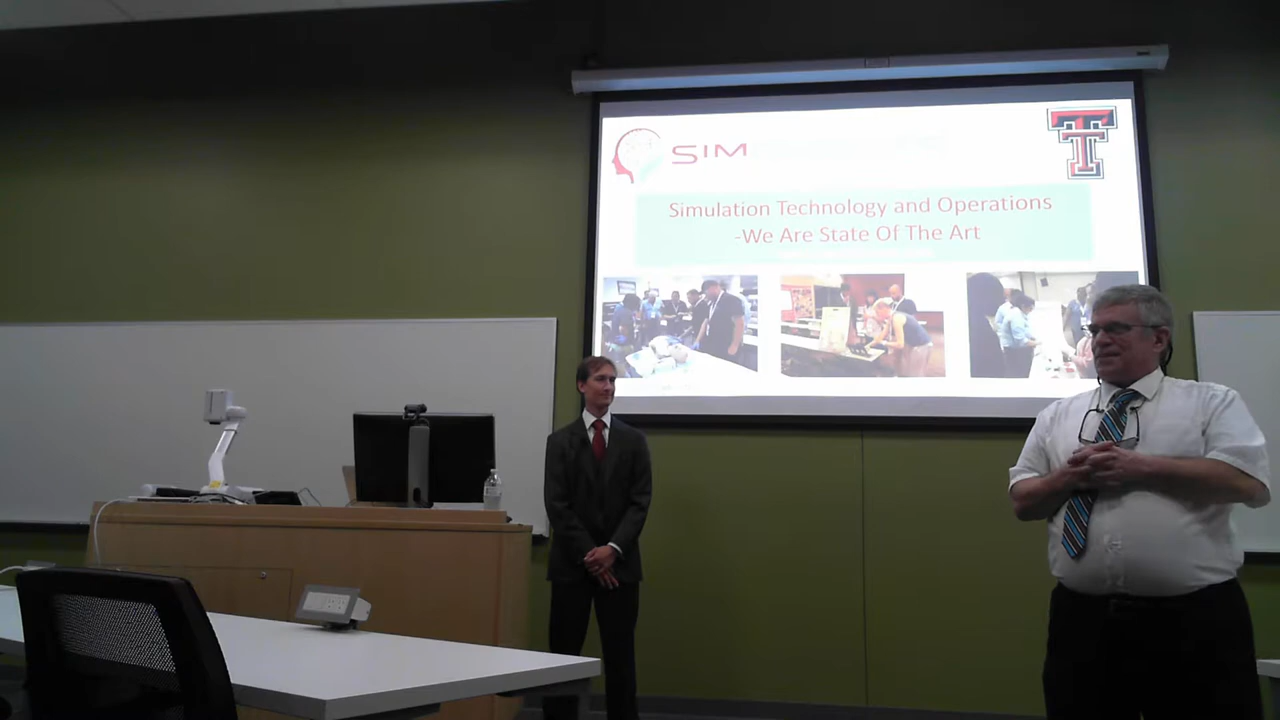 SIM
Simulation Technology and Operations
-We Are State Of The Art